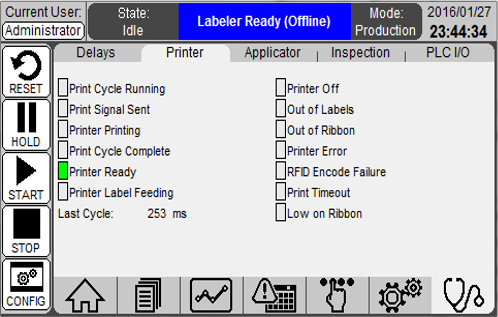 Current User:
Administrator
State:
Idle
Labeler Ready (Offline)
Mode:
Production
2016/01/27
23:44:34
Delays
Printer
Applicator
Inspection
PLC I/O
RESET
HOLD
START
STOP
CONFIG
Print Cycle Running
Print Signal Sent
Printer Printing
Print Cycle Complete
Printer Ready
Printer Label Feeding
Last Cycle: 253 ms
Printer Off
Out of Labels
Out of Ribbon
Printer Error
RFID Encode Failure
Print Timeout
Low on Ribbon